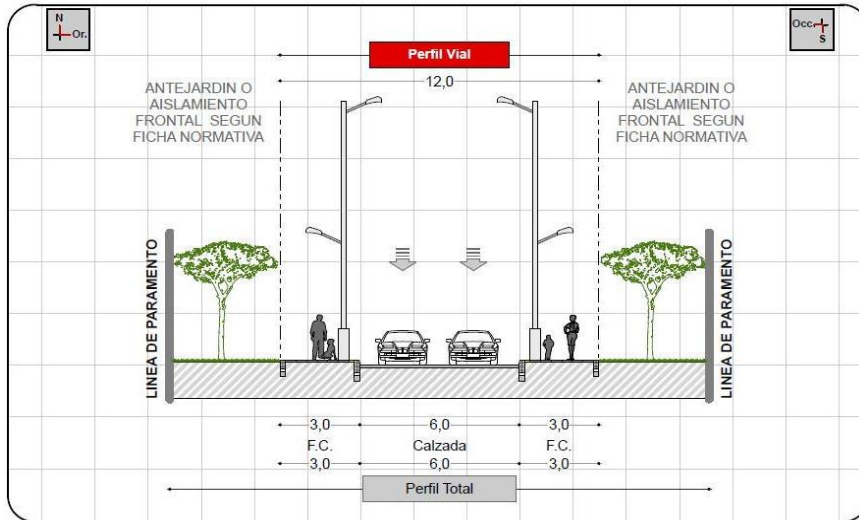 N
Or.
Occ.
S
Perfil Vial
12,0
ANTEJARDIN O
AISLAMIENTO
FRONTAL SEGUN
FICHA NORMATIVA
ANTEJARDIN O
AISLAMIENTO
FRONTAL SEGUN
FICHA NORMATIVA
LINEA DE PARAMENTO
LINEA DE PARAMENTO
3,0 6,0 3,0
F.C. Calzada F.C.
3,0 6,0 3,0
Perfil Total